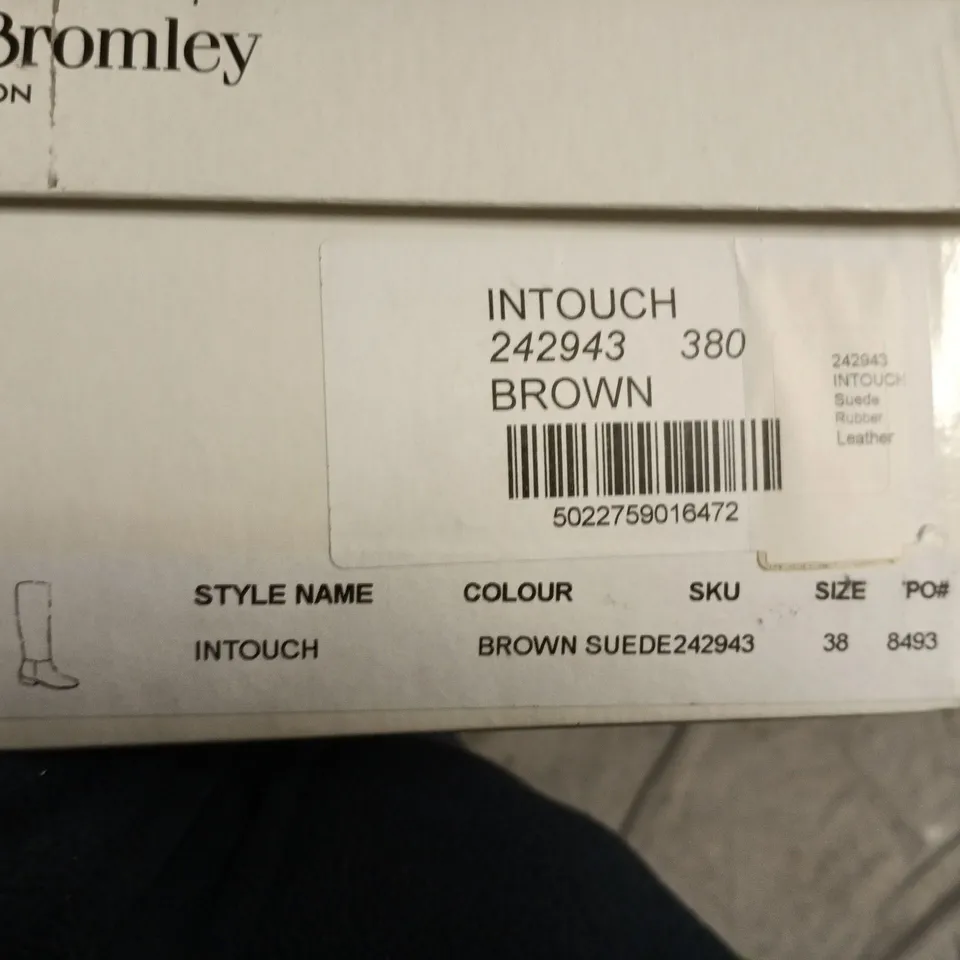 Bromley
ON
INTOUCH
242943 380
BROWN
5022759016472
242943
INTOUCH
Suede
Rubber
Leather
STYLE NAME COLOUR SKU SIZE PO#
INTOUCH BROWN SUEDE242943 38 8493